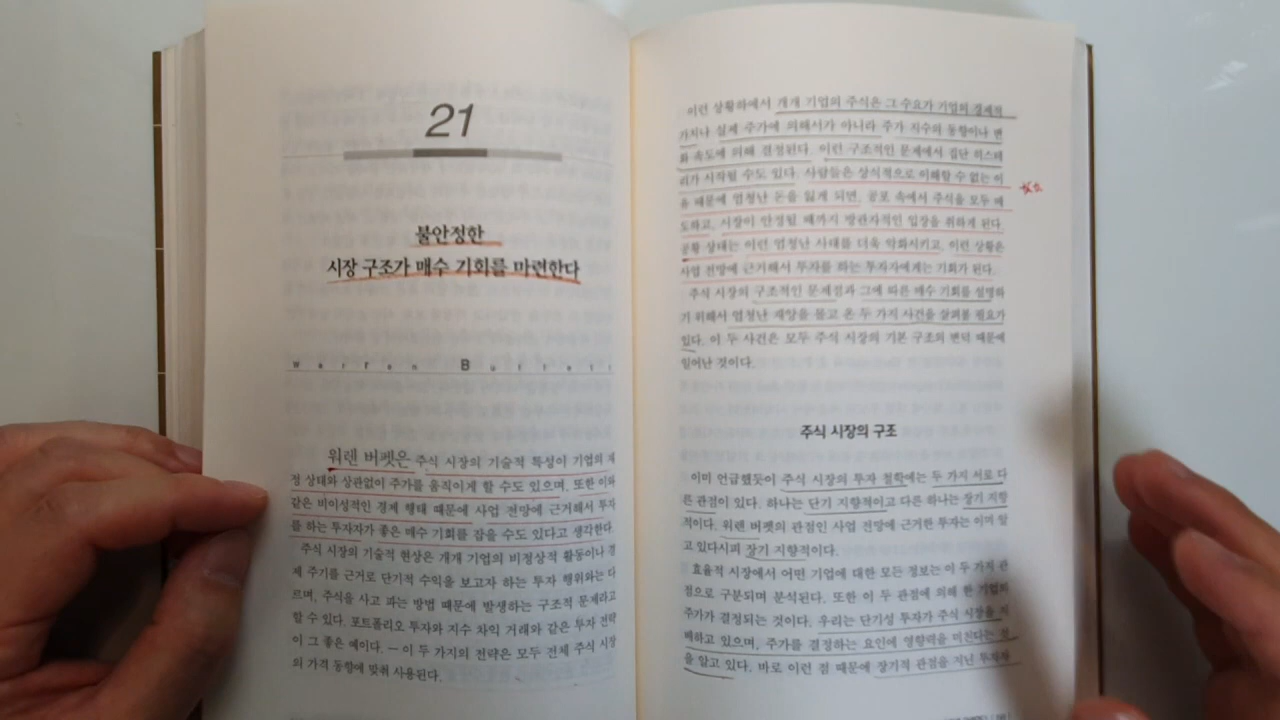 21
불안정한
시장 구조가 매수 기회를 마련한다
Warren Buffett
워렌 버펫은 주식 시장의 기술적 특성이 기업의 재
정 상태와 상관없이 주가를 움직이게 할 수도 있으며, 또한 이와
같은 비이성적인 경제 행태 때문에 사업 전망에 근거해서 투자
를 하는 투자자가 좋은 매수 기회를 잡을 수도 있다고 생각한다.
주식 시장의 기술적 현상은 개개 기업의 비정상적 활동이나 경
제 주기를 근거로 단기적 수익을 보고자 하는 투자 행위와는 다
르며, 주식을 사고 파는 방법 때문에 발생하는 구조적 문제라고
할 수 있다. 포트폴리오 투자와 지수 차익 거래와 같은 투자 전략
이 그 좋은 예이다. ─ 이 두 가지의 전략은 모두 전체 주식 시장
의 가격 동향에 맞춰 사용된다.
이런 상황하에서 개개 기업의 주식은 그 수요가 기업의 경제적
가치나 실제 주가에 의해서가 아니라 주가 지수의 동향이나 변
화 속도에 의해 결정된다. 이런 구조적인 문제에서 집단 히스테
리가 시작될 수도 있다. 사람들은 상식적으로 이해할 수 없는 이
유 때문에 엄청난 돈을 잃게 되면, 공포 속에서 주식을 모두 매
도하고, 시장이 안정될 때까지 방관자적인 입장을 취하게 된다.
공황 상태는 이런 엄청난 사태를 더욱 악화시키고, 이런 상황은
사업 전망에 근거해서 투자를 하는 투자자에게는 기회가 된다.
주식 시장의 구조적인 문제점과 그에 따른 매수 기회를 설명하
기 위해서 엄청난 재앙을 몰고 온 두 가지 사건을 살펴볼 필요가
있다. 이 두 사건은 모두 주식 시장의 기본 구조의 변덕 때문에
일어난 것이다.
주식 시장의 구조
이미 언급했듯이 주식 시장의 투자 철학에는 두 가지 서로 다
른 관점이 있다. 하나는 단기 지향적이고 다른 하나는 장기 지향
적이다. 워렌 버펫의 관점인 사업 전망에 근거한 투자는 이미 알
고 있다시피 장기 지향적이다.
효율적 시장에서 어떤 기업에 대한 모든 정보는 이 두 가지 관
점으로 구분되며 분석된다. 또한 이 두 관점에 의해 한 기업의
주가가 결정되는 것이다. 우리는 단기성 투자가 주식 시장을 지
배하고 있으며, 주가를 결정하는 요인에 영향력을 미친다는 점
을 알고 있다. 바로 이런 점 때문에 장기적 관점을 지닌 투자자